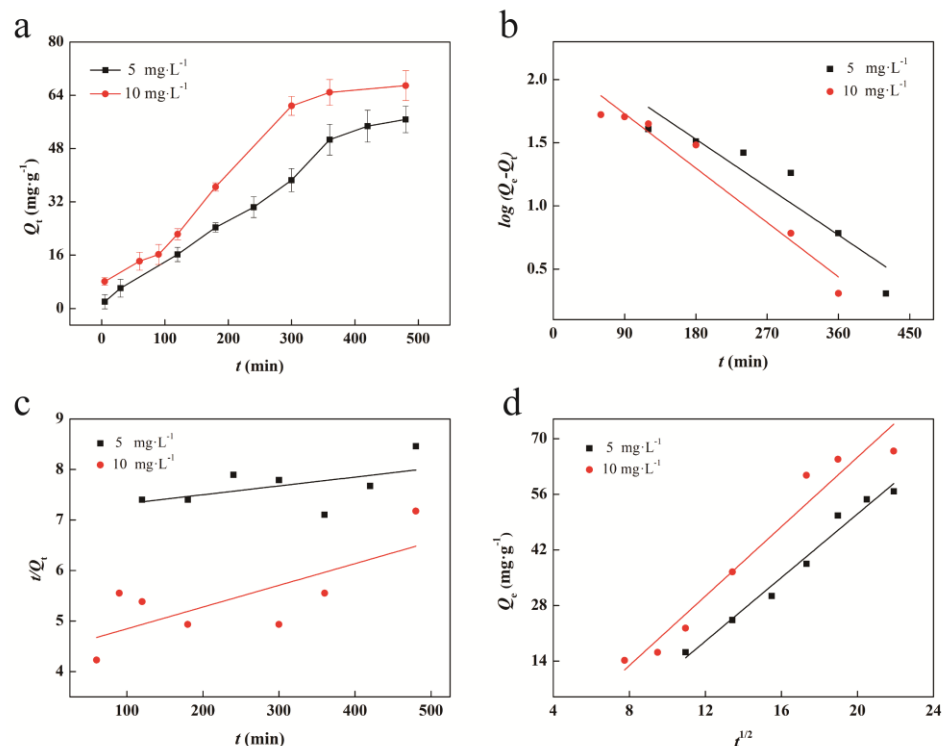 a
80
64
48
32
16
0
Qt (mg·g-1)
5 mg·L-1
10 mg·L-1
0 100 200 300 400 500
t (min)
b
2.0
1.5
1.0
0.5
log (Qe-Qt)
5 mg·L-1
10 mg·L-1
0 90 180 270 360 450
t (min)
c
9
8
7
6
5
4
t/Qt
5 mg·L-1
10 mg·L-1
100 200 300 400 500
t (min)
d
70
56
42
28
14
Qe (mg·g-1)
5 mg·L-1
10 mg·L-1
4 8 12 16 20 24
t1/2